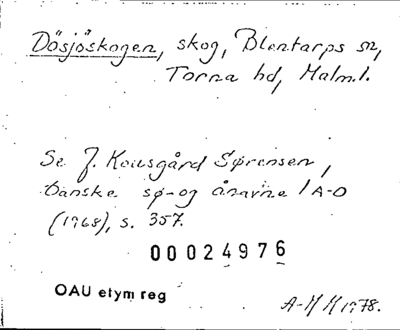 Dösjöskogen, skog, Blentarps sn,
Torna hd, Malm. l.
Se J. Kousgård Sørensen,
Danske sø- og ånavne 1 A-D
(1968), s. 357.
00024976
OAU etym reg
1978.